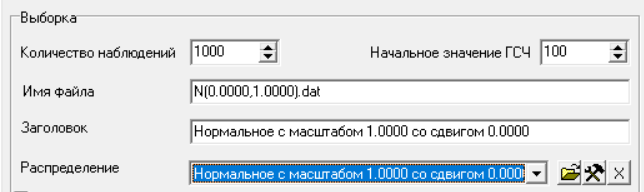 Выборка
Количество наблюдений 1000 Начальное значение ГСЧ 100
Имя файла N(0.0000,1.0000).dat
Заголовок Нормальное с масштабом 1.0000 со сдвигом 0.0000
Распределение Нормальное с масштабом 1.0000 со сдвигом 0.000